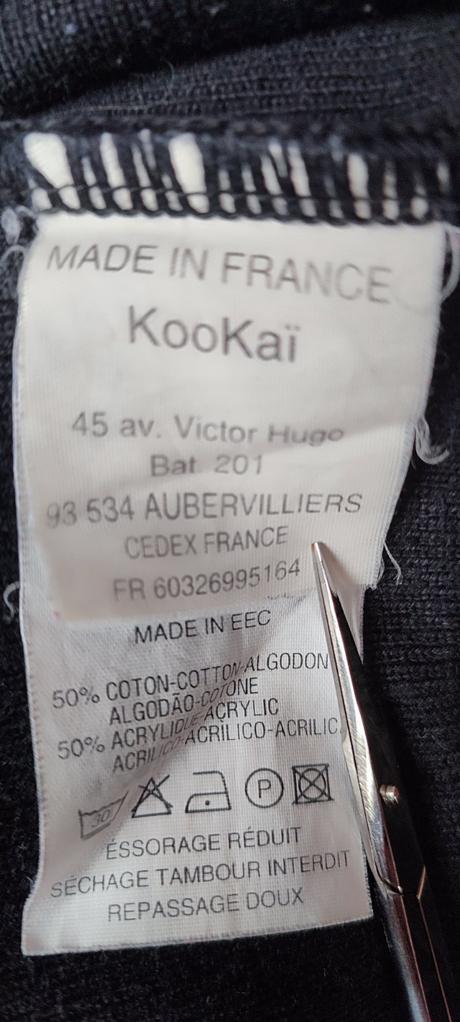 MADE IN FRANCE
KooKaï
45 av. Victor Hugo
Bat. 201
93 534 AUBERVILLIERS
CEDEX FRANCE
FR 60326995164
MADE IN EEC
50% COTON-COTTON-ALGODON
ALGODÃO-COTONE
50% ACRYLIQUE-ACRYLIC
ACRILICO-ACRILICO-ACRILIC
30
P
ESSORAGE RÉDUIT
SÉCHAGE TAMBOUR INTERDIT
REPASSAGE DOUX